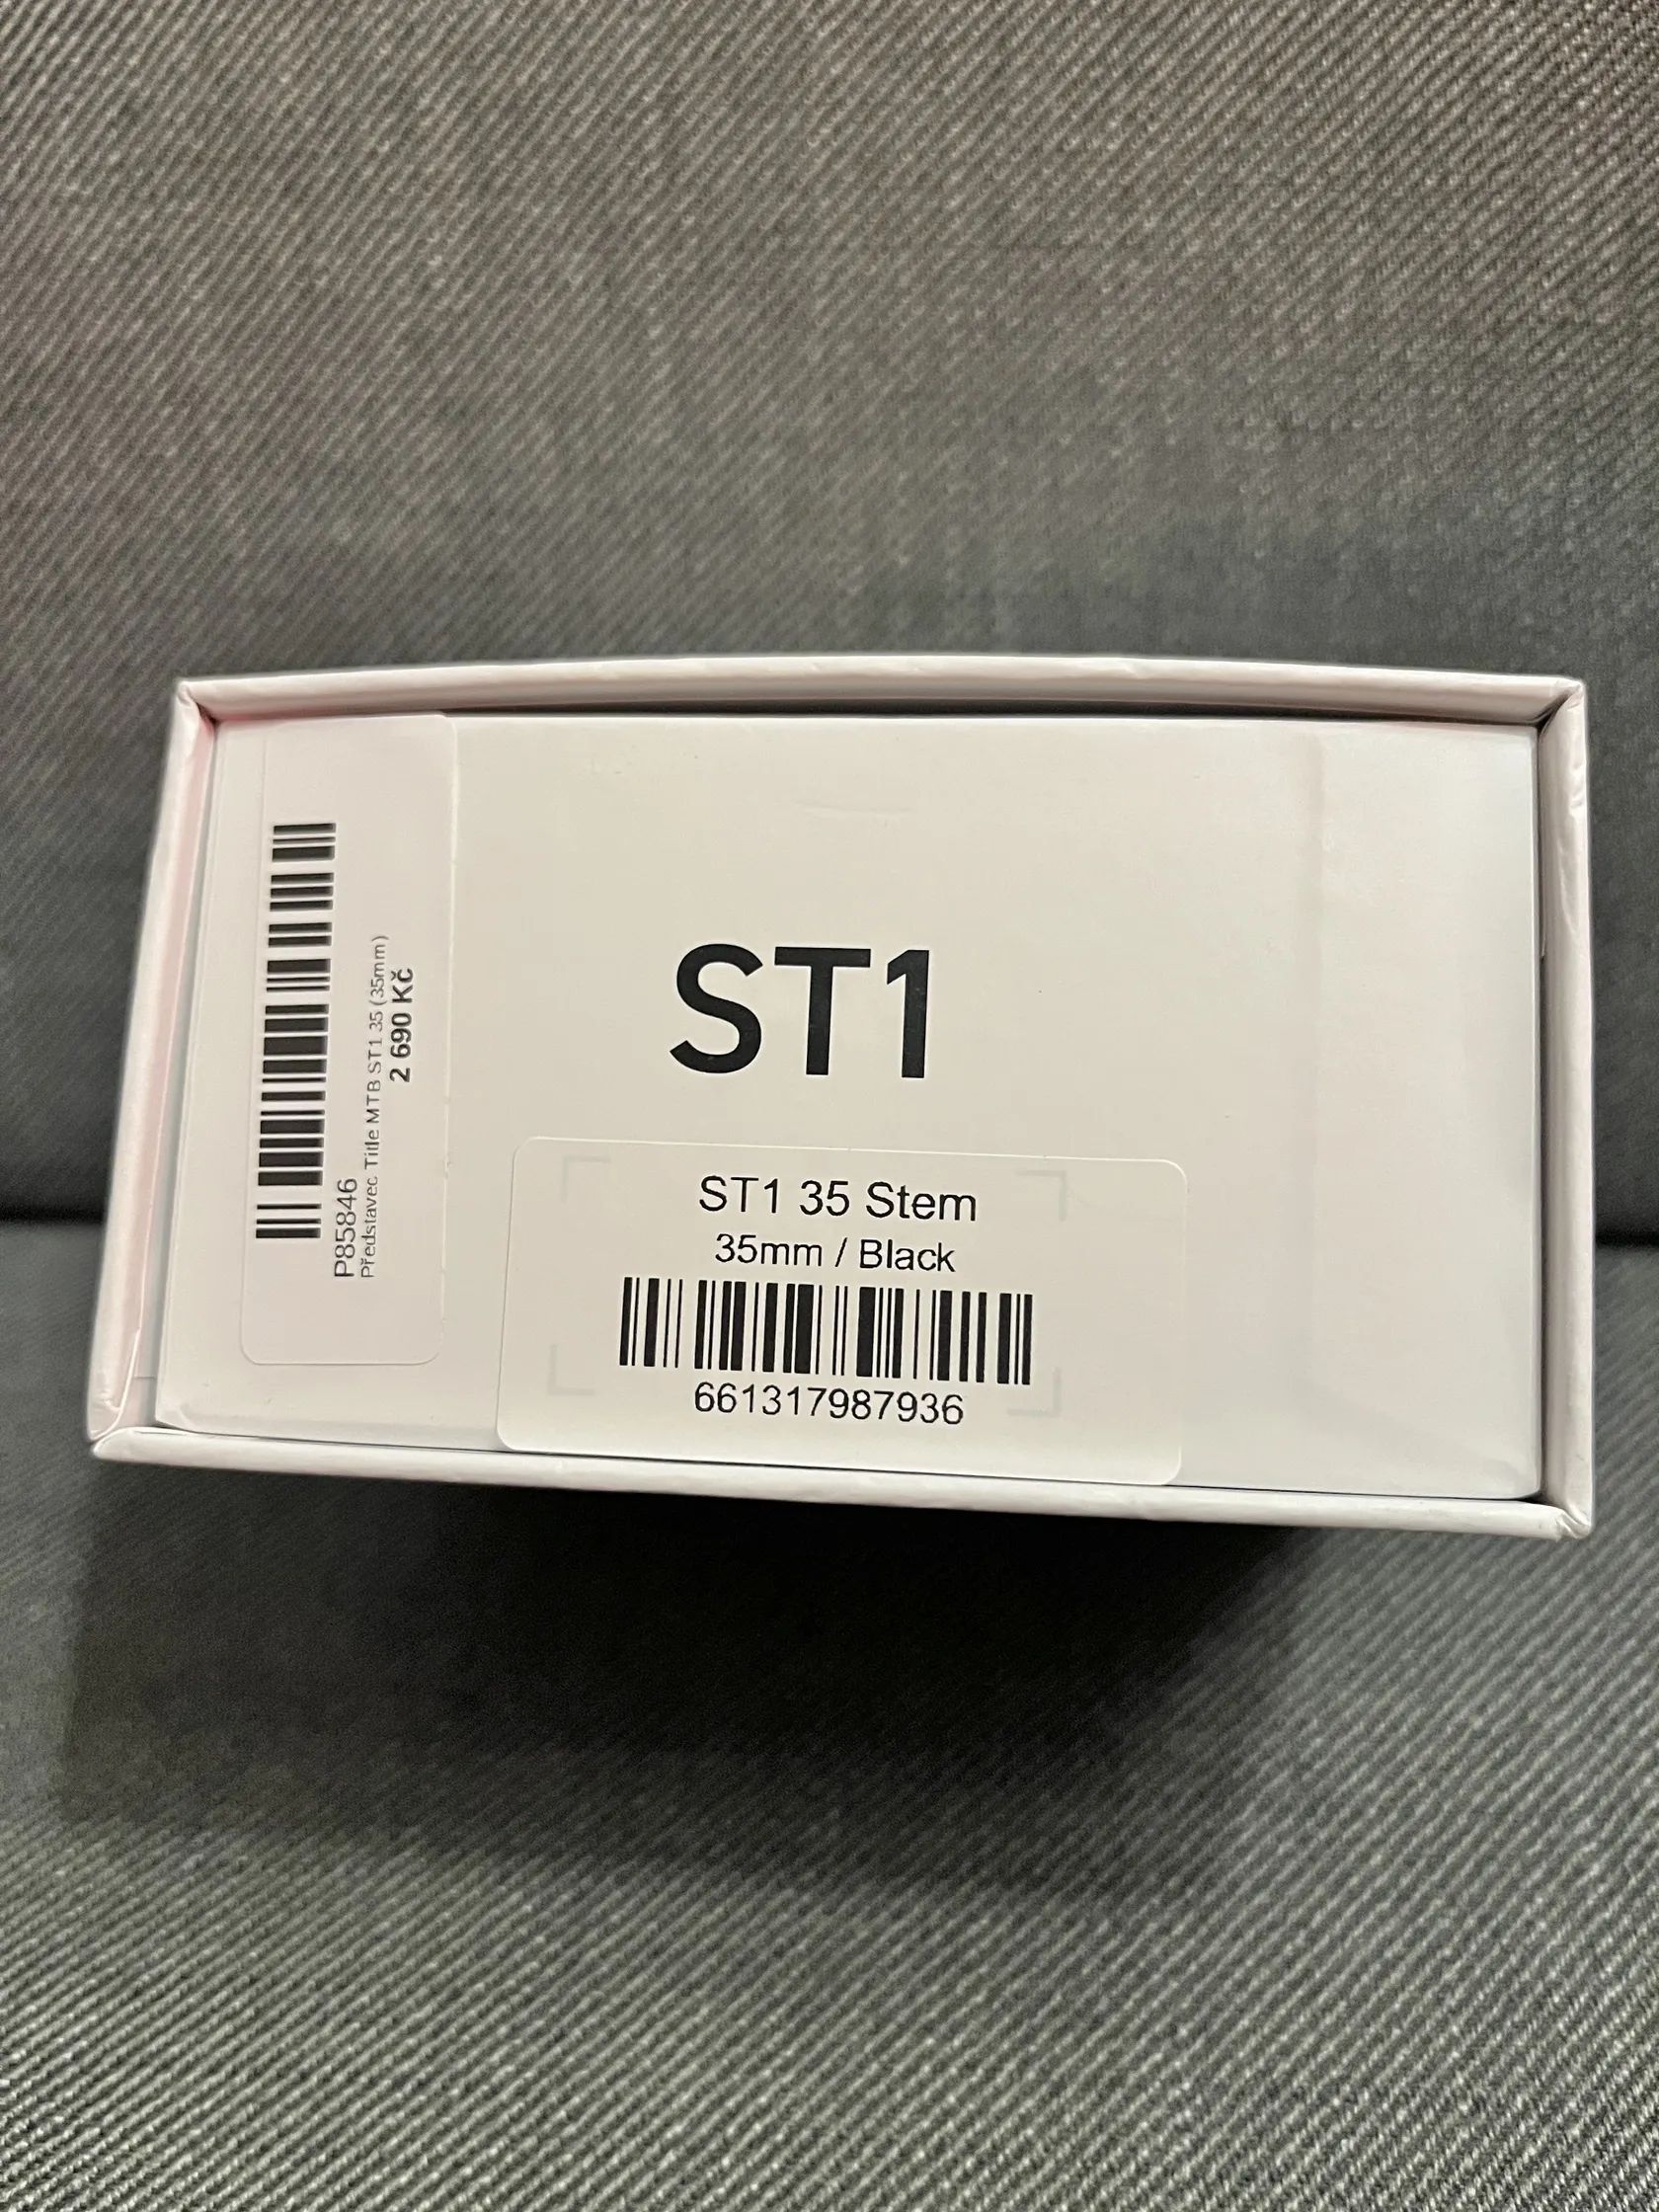 P85846
Představec Title MTB ST1 35 (35mm)
2 690 Kč
ST1
ST1 35 Stem
35mm / Black
661317987936